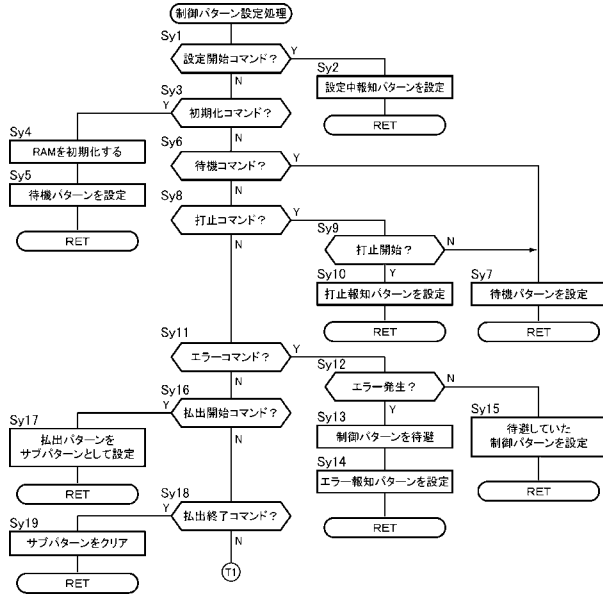 制御パターン設定処理
Sy1
設定開始コマンド？
Y
N
Sy2
設定中報知パターンを設定
RET
Sy3
初期化コマンド？
Y
N
Sy4
RAMを初期化する
Sy5
待機パターンを設定
RET
Sy6
待機コマンド？
Y
N
Sy8
打止コマンド？
Y
N
Sy9
打止開始？
N
Y
Sy10
打止報知パターンを設定
RET
Sy7
待機パターンを設定
RET
Sy11
エラーコマンド？
Y
N
Sy12
エラー発生？
N
Y
Sy13
制御パターンを待避
Sy14
エラー報知パターンを設定
RET
Sy15
待避していた
制御パターンを設定
RET
Sy16
払出開始コマンド？
Y
N
Sy17
払出パターンを
サブパターンとして設定
RET
Sy18
払出終了コマンド？
Y
N
Sy19
サブパターンをクリア
RET
T1